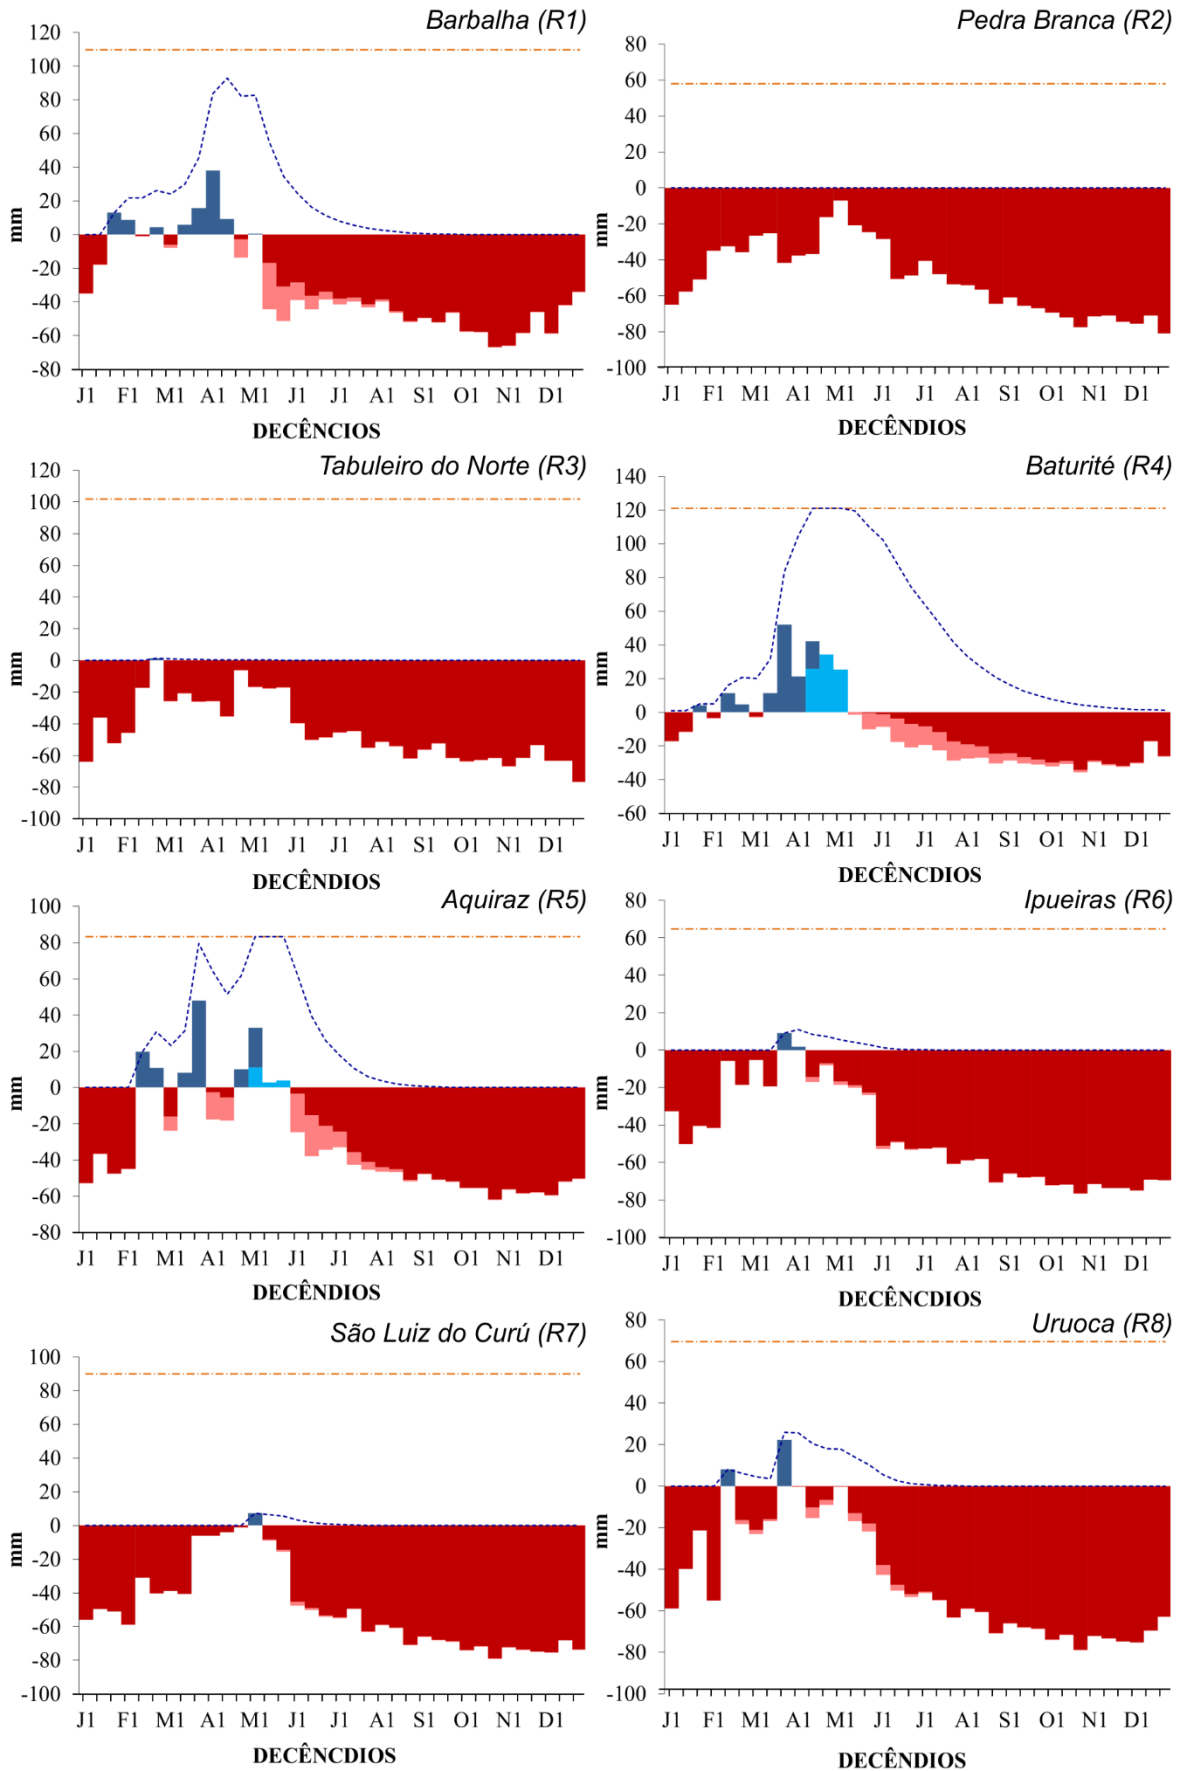 Barbalha (R1)
120
100
80
60
40
20
0
-20
-40
-60
-80
mm
J1 F1 M1 A1 M1 J1 J1 A1 S1 O1 N1 D1
DECÊNCIOS
Pedra Branca (R2)
80
60
40
20
0
-20
-40
-60
-80
-100
mm
J1 F1 M1 A1 M1 J1 J1 A1 S1 O1 N1 D1
DECÊNDIOS
Tabuleiro do Norte (R3)
120
100
80
60
40
20
0
-20
-40
-60
-80
-100
mm
J1 F1 M1 A1 M1 J1 J1 A1 S1 O1 N1 D1
DECÊNDIOS
Baturité (R4)
140
120
100
80
60
40
20
0
-20
-40
-60
mm
J1 F1 M1 A1 M1 J1 J1 A1 S1 O1 N1 D1
DECÊNCDIOS
Aquiraz (R5)
100
80
60
40
20
0
-20
-40
-60
-80
mm
J1 F1 M1 A1 M1 J1 J1 A1 S1 O1 N1 D1
DECÊNDIOS
Ipueiras (R6)
80
60
40
20
0
-20
-40
-60
-80
-100
mm
J1 F1 M1 A1 M1 J1 J1 A1 S1 O1 N1 D1
DECÊNCDIOS
São Luiz do Curú (R7)
100
80
60
40
20
0
-20
-40
-60
-80
-100
mm
J1 F1 M1 A1 M1 J1 J1 A1 S1 O1 N1 D1
DECÊNCDIOS
Uruoca (R8)
80
60
40
20
0
-20
-40
-60
-80
-100
mm
J1 F1 M1 A1 M1 J1 J1 A1 S1 O1 N1 D1
DECÊNDIOS